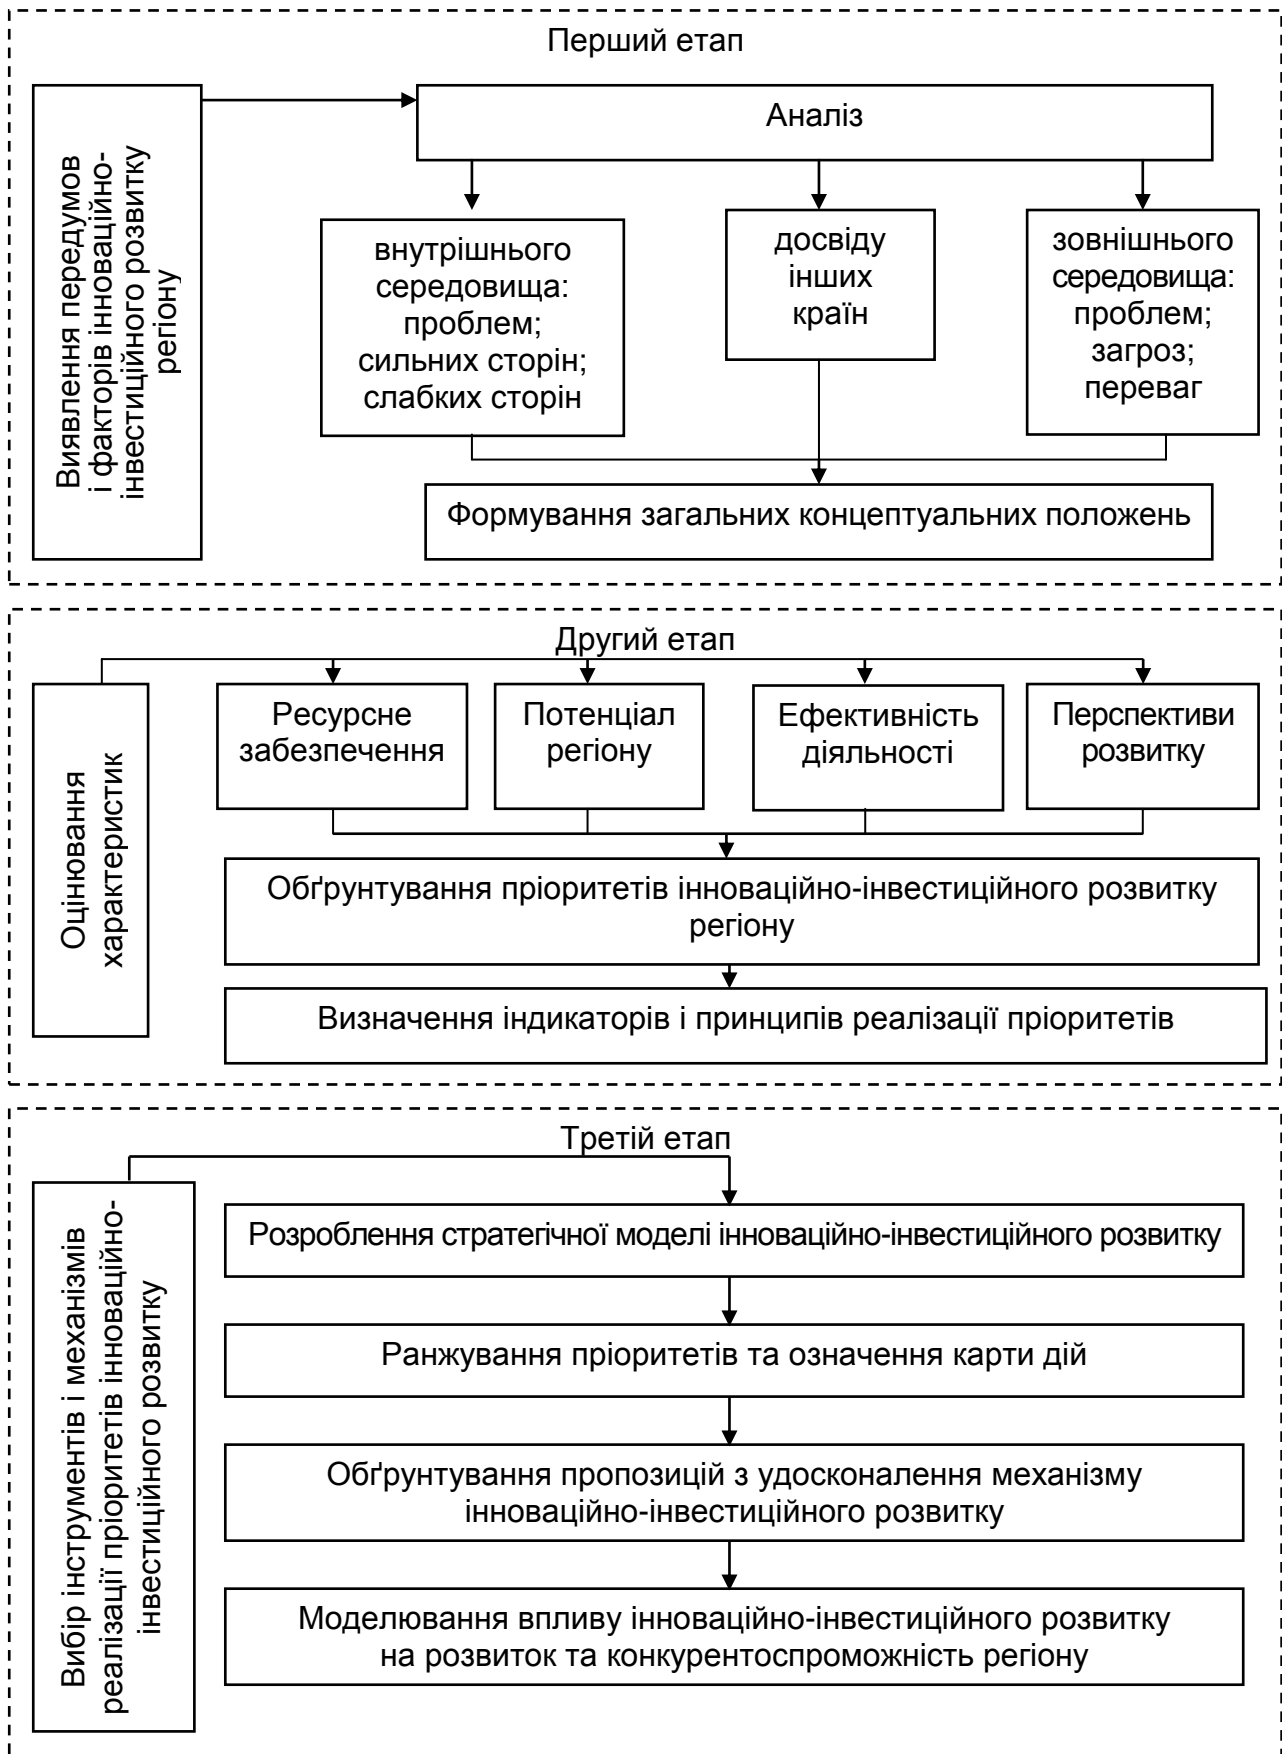 Перший етап
Виявлення передумов
і факторів інноваційно-
інвестиційного розвитку
регіону
Аналіз
внутрішнього
середовища:
проблем;
сильних сторін;
слабких сторін
досвіду
інших
країн
зовнішнього
середовища:
проблем;
загроз;
переваг
Формування загальних концептуальних положень
Другий етап
Оцінювання
характеристик
Ресурсне
забезпечення
Потенціал
регіону
Ефективність
діяльності
Перспективи
розвитку
Обґрунтування пріоритетів інноваційно-інвестиційного розвитку
регіону
Визначення індикаторів і принципів реалізації пріоритетів
Третій етап
Вибір інструментів і механізмів
реалізації пріоритетів інноваційно-
інвестиційного розвитку
Розроблення стратегічної моделі інноваційно-інвестиційного розвитку
Ранжування пріоритетів та означення карти дій
Обґрунтування пропозицій з удосконалення механізму
інноваційно-інвестиційного розвитку
Моделювання впливу інноваційно-інвестиційного розвитку
на розвиток та конкурентоспроможність регіону